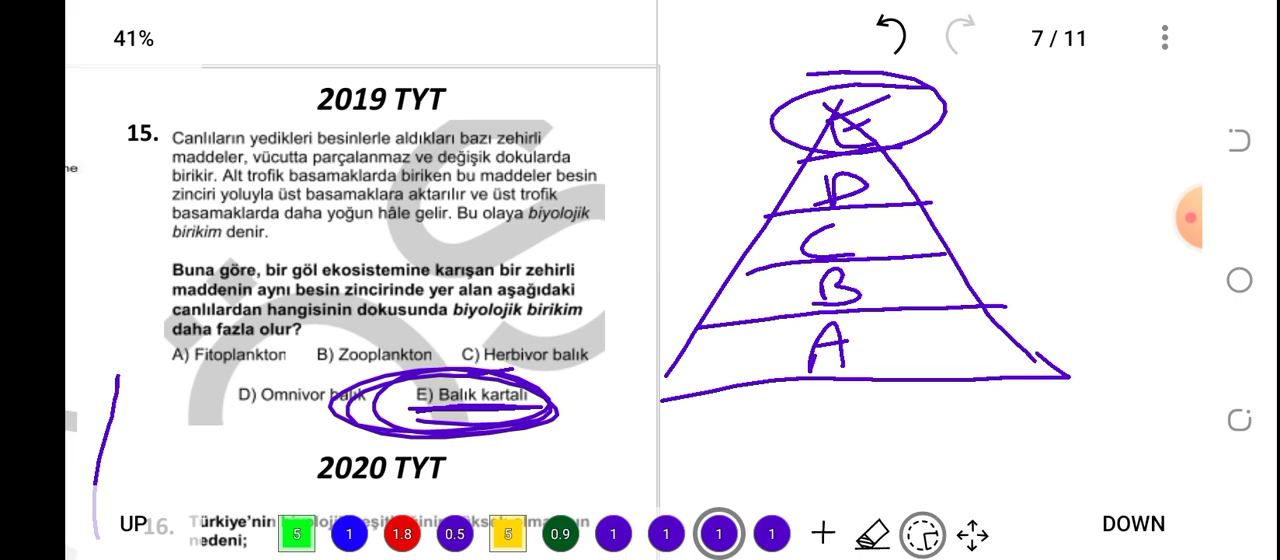 41%
7 / 11
2019 TYT
15. Canlıların yedikleri besinlerle aldıkları bazı zehirli
maddeler, vücutta parçalanmaz ve değişik dokularda
birikir. Alt trofik basamaklarda biriken bu maddeler besin
zinciri yoluyla üst basamaklara aktarılır ve üst trofik
basamaklarda daha yoğun hâle gelir. Bu olaya biyolojik
birikim denir.
Buna göre, bir göl ekosistemine karışan bir zehirli
maddenin aynı besin zincirinde yer alan aşağıdaki
canlılardan hangisinin dokusunda biyolojik birikim
daha fazla olur?
A) Fitoplankton B) Zooplankton C) Herbivor balık
D) Omnivor balık E) Balık kartalı
E
D
C
B
A
2020 TYT
16. Türkiye'nin
nedeni;
UP
5 1 1.8 0.5 5 0.9 1 1 1 1
DOWN